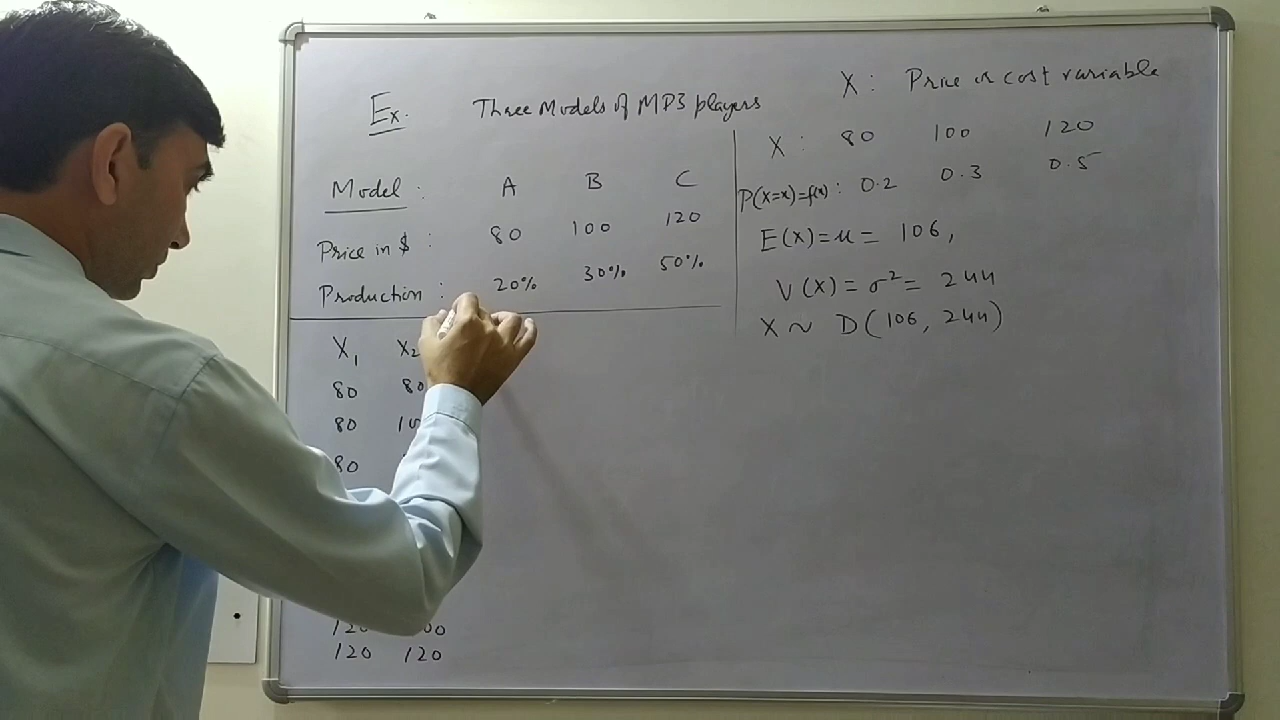 Ex. Three Models of MP3 players
Model : A B C
Price in $ : 80 100 120
Production : 20% 30% 50%
X : Price or cost variable
X : 80 100 120
P(X=x)=f(x) : 0.2 0.3 0.5
E(X)=μ= 106,
V(X)=σ²= 244
X ~ D(106, 244)
X₁ X₂
80 80
80
80
120
120 120